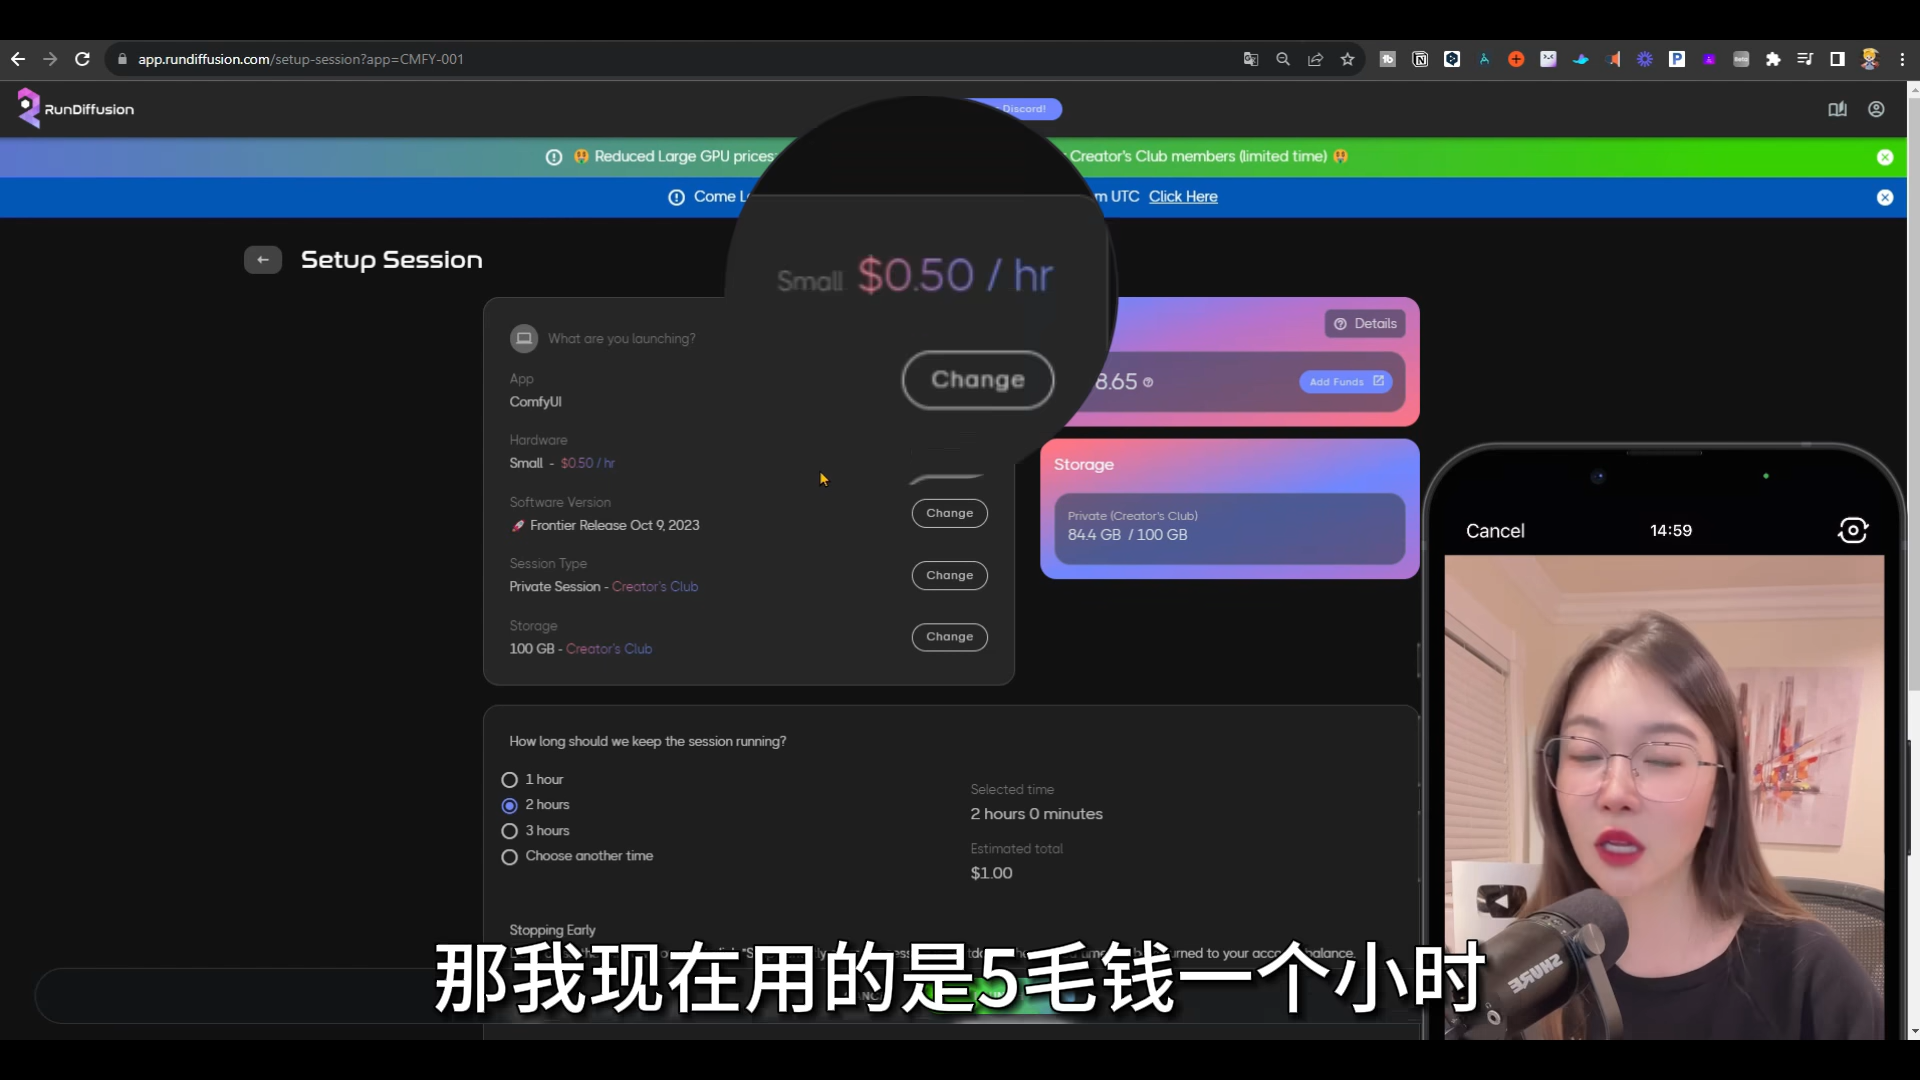 app.rundiffusion.com/setup-session?app=CMFY-001
RunDiffusion
Discord!
Reduced Large GPU prices
Creator's Club members (limited time)
Come
UTC Click Here
Setup Session
Small $0.50 / hr
Change
What are you launching?
App
ComfyUI
Hardware
Small - $0.50 / hr
Software Version
Frontier Release Oct 9, 2023
Change
Session Type
Private Session - Creator's Club
Change
Storage
100 GB - Creator's Club
Change
Details
8.65
Add Funds
Storage
Private (Creator's Club)
84.4 GB / 100 GB
How long should we keep the session running?
1 hour
2 hours
3 hours
Choose another time
Selected time
2 hours 0 minutes
Estimated total
$1.00
Stopping Early
to your account balance.
那我现在用的是5毛钱一个小时
Cancel
14:59
SHURE